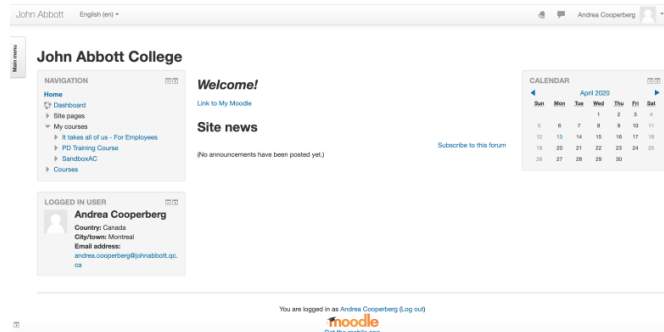 John Abbott English (en)
Andrea Cooperberg
Main menu
John Abbott College
NAVIGATION
Home
Dashboard
Site pages
My courses
It takes all of us - For Employees
PD Training Course
SandboxAC
Courses
LOGGED IN USER
Andrea Cooperberg
Country: Canada
City/town: Montreal
Email address:
andrea.cooperberg@johnabbott.qc.
ca
Welcome!
Link to My Moodle
Site news
Subscribe to this forum
(No announcements have been posted yet.)
CALENDAR
April 2020
Sun Mon Tue Wed Thu Fri Sat
1 2 3 4
5 6 7 8 9 10 11
12 13 14 15 16 17 18
19 20 21 22 23 24 25
26 27 28 29 30
You are logged in as Andrea Cooperberg (Log out)
moodle
Get the mobile app